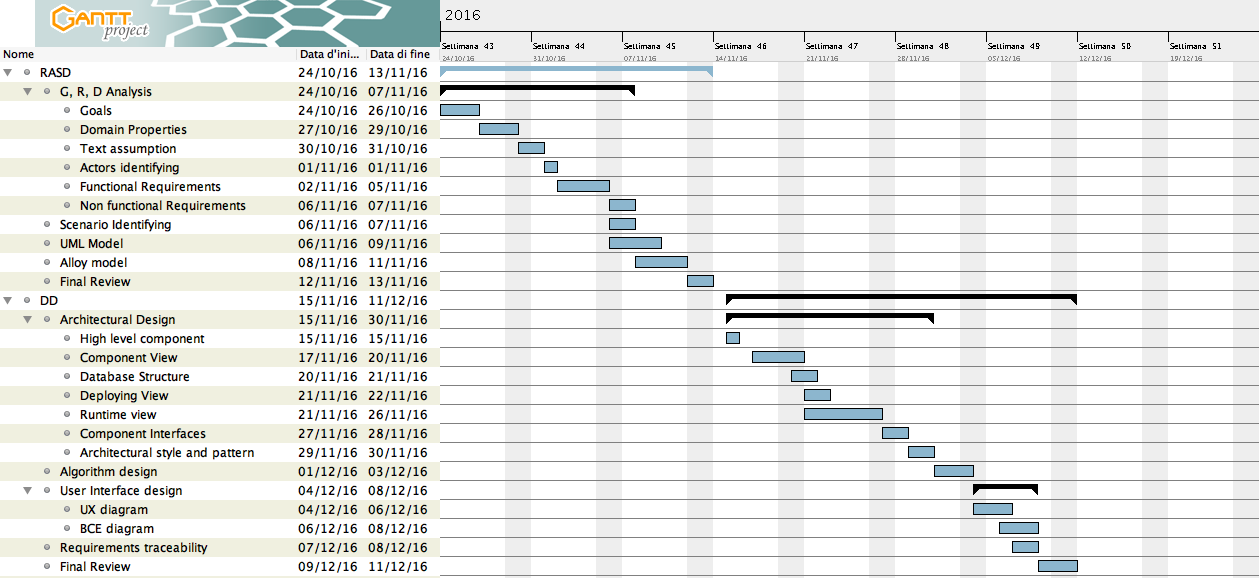 GANTT
project
2016
Nome Data d'ini... Data di fine
Settimana 43 Settimana 44 Settimana 45 Settimana 46 Settimana 47 Settimana 48 Settimana 49 Settimana 50 Settimana 51
24/10/16 31/10/16 07/11/16 14/11/16 21/11/16 28/11/16 05/12/16 12/12/16 19/12/16
RASD 24/10/16 13/11/16
G, R, D Analysis 24/10/16 07/11/16
Goals 24/10/16 26/10/16
Domain Properties 27/10/16 29/10/16
Text assumption 30/10/16 31/10/16
Actors identifying 01/11/16 01/11/16
Functional Requirements 02/11/16 05/11/16
Non functional Requirements 06/11/16 07/11/16
Scenario Identifying 06/11/16 07/11/16
UML Model 06/11/16 09/11/16
Alloy model 08/11/16 11/11/16
Final Review 12/11/16 13/11/16
DD 15/11/16 11/12/16
Architectural Design 15/11/16 30/11/16
High level component 15/11/16 15/11/16
Component View 17/11/16 20/11/16
Database Structure 20/11/16 21/11/16
Deploying View 21/11/16 22/11/16
Runtime view 21/11/16 26/11/16
Component Interfaces 27/11/16 28/11/16
Architectural style and pattern 29/11/16 30/11/16
Algorithm design 01/12/16 03/12/16
User Interface design 04/12/16 08/12/16
UX diagram 04/12/16 06/12/16
BCE diagram 06/12/16 08/12/16
Requirements traceability 07/12/16 08/12/16
Final Review 09/12/16 11/12/16